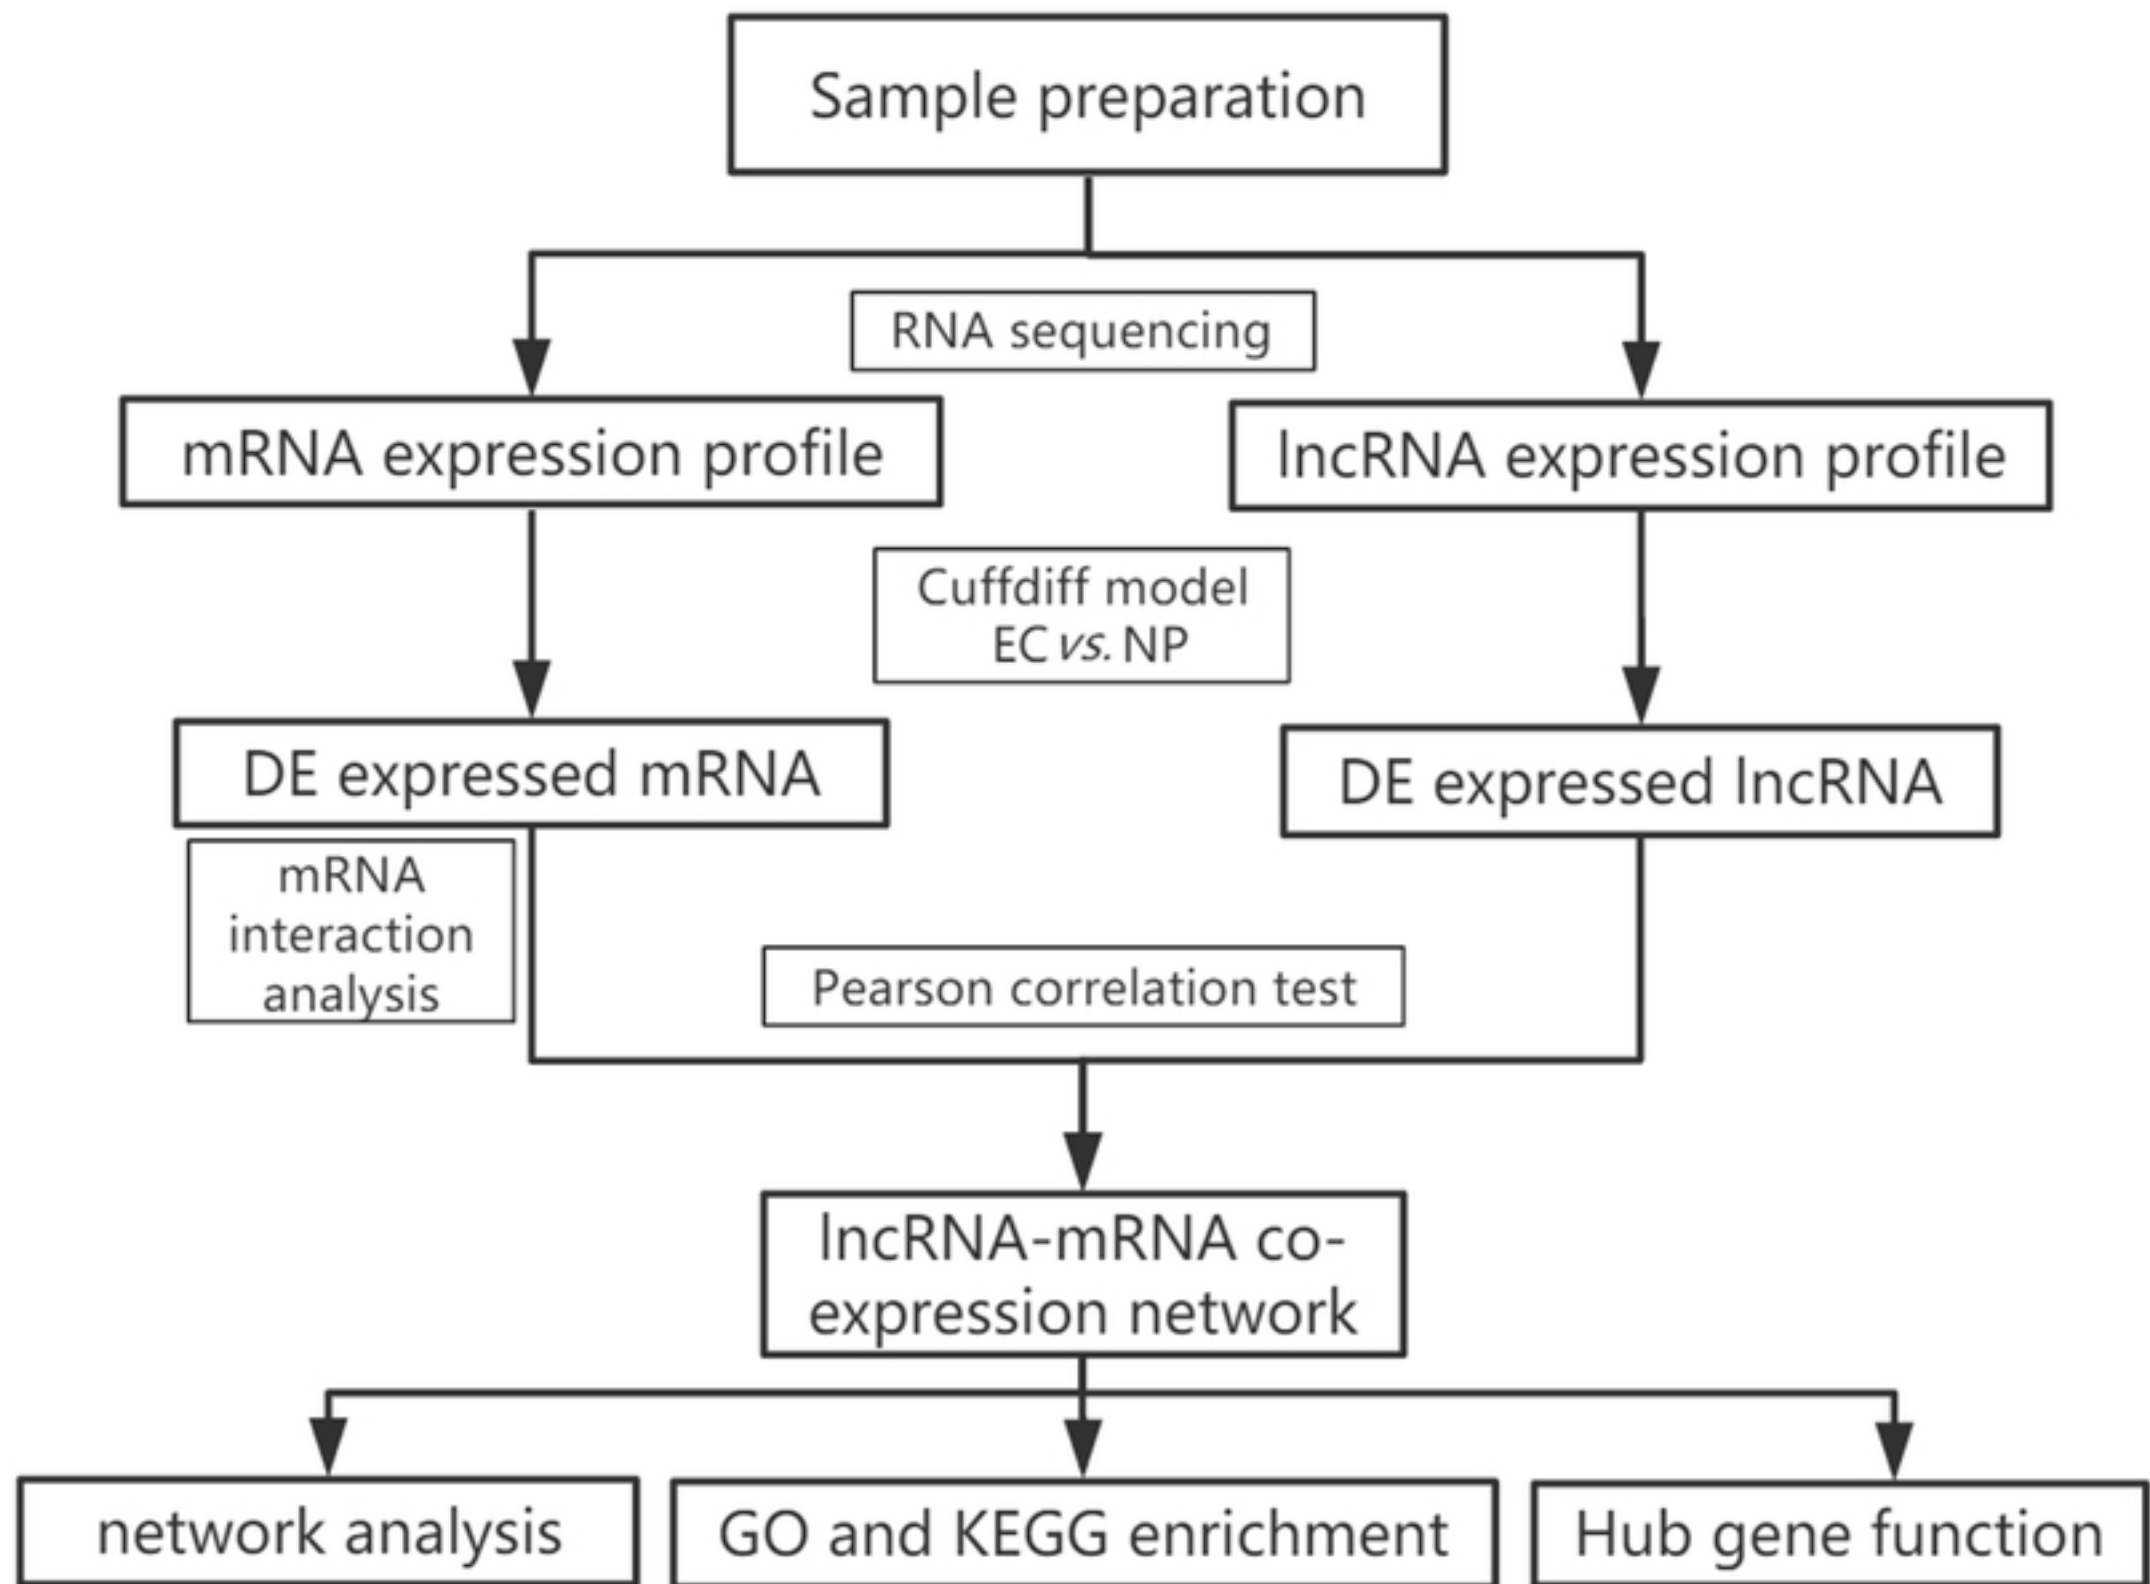 Sample preparation
RNA sequencing
mRNA expression profile
lncRNA expression profile
Cuffdiff model
EC vs. NP
DE expressed mRNA
DE expressed lncRNA
mRNA
interaction
analysis
Pearson correlation test
lncRNA-mRNA co-
expression network
network analysis
GO and KEGG enrichment
Hub gene function